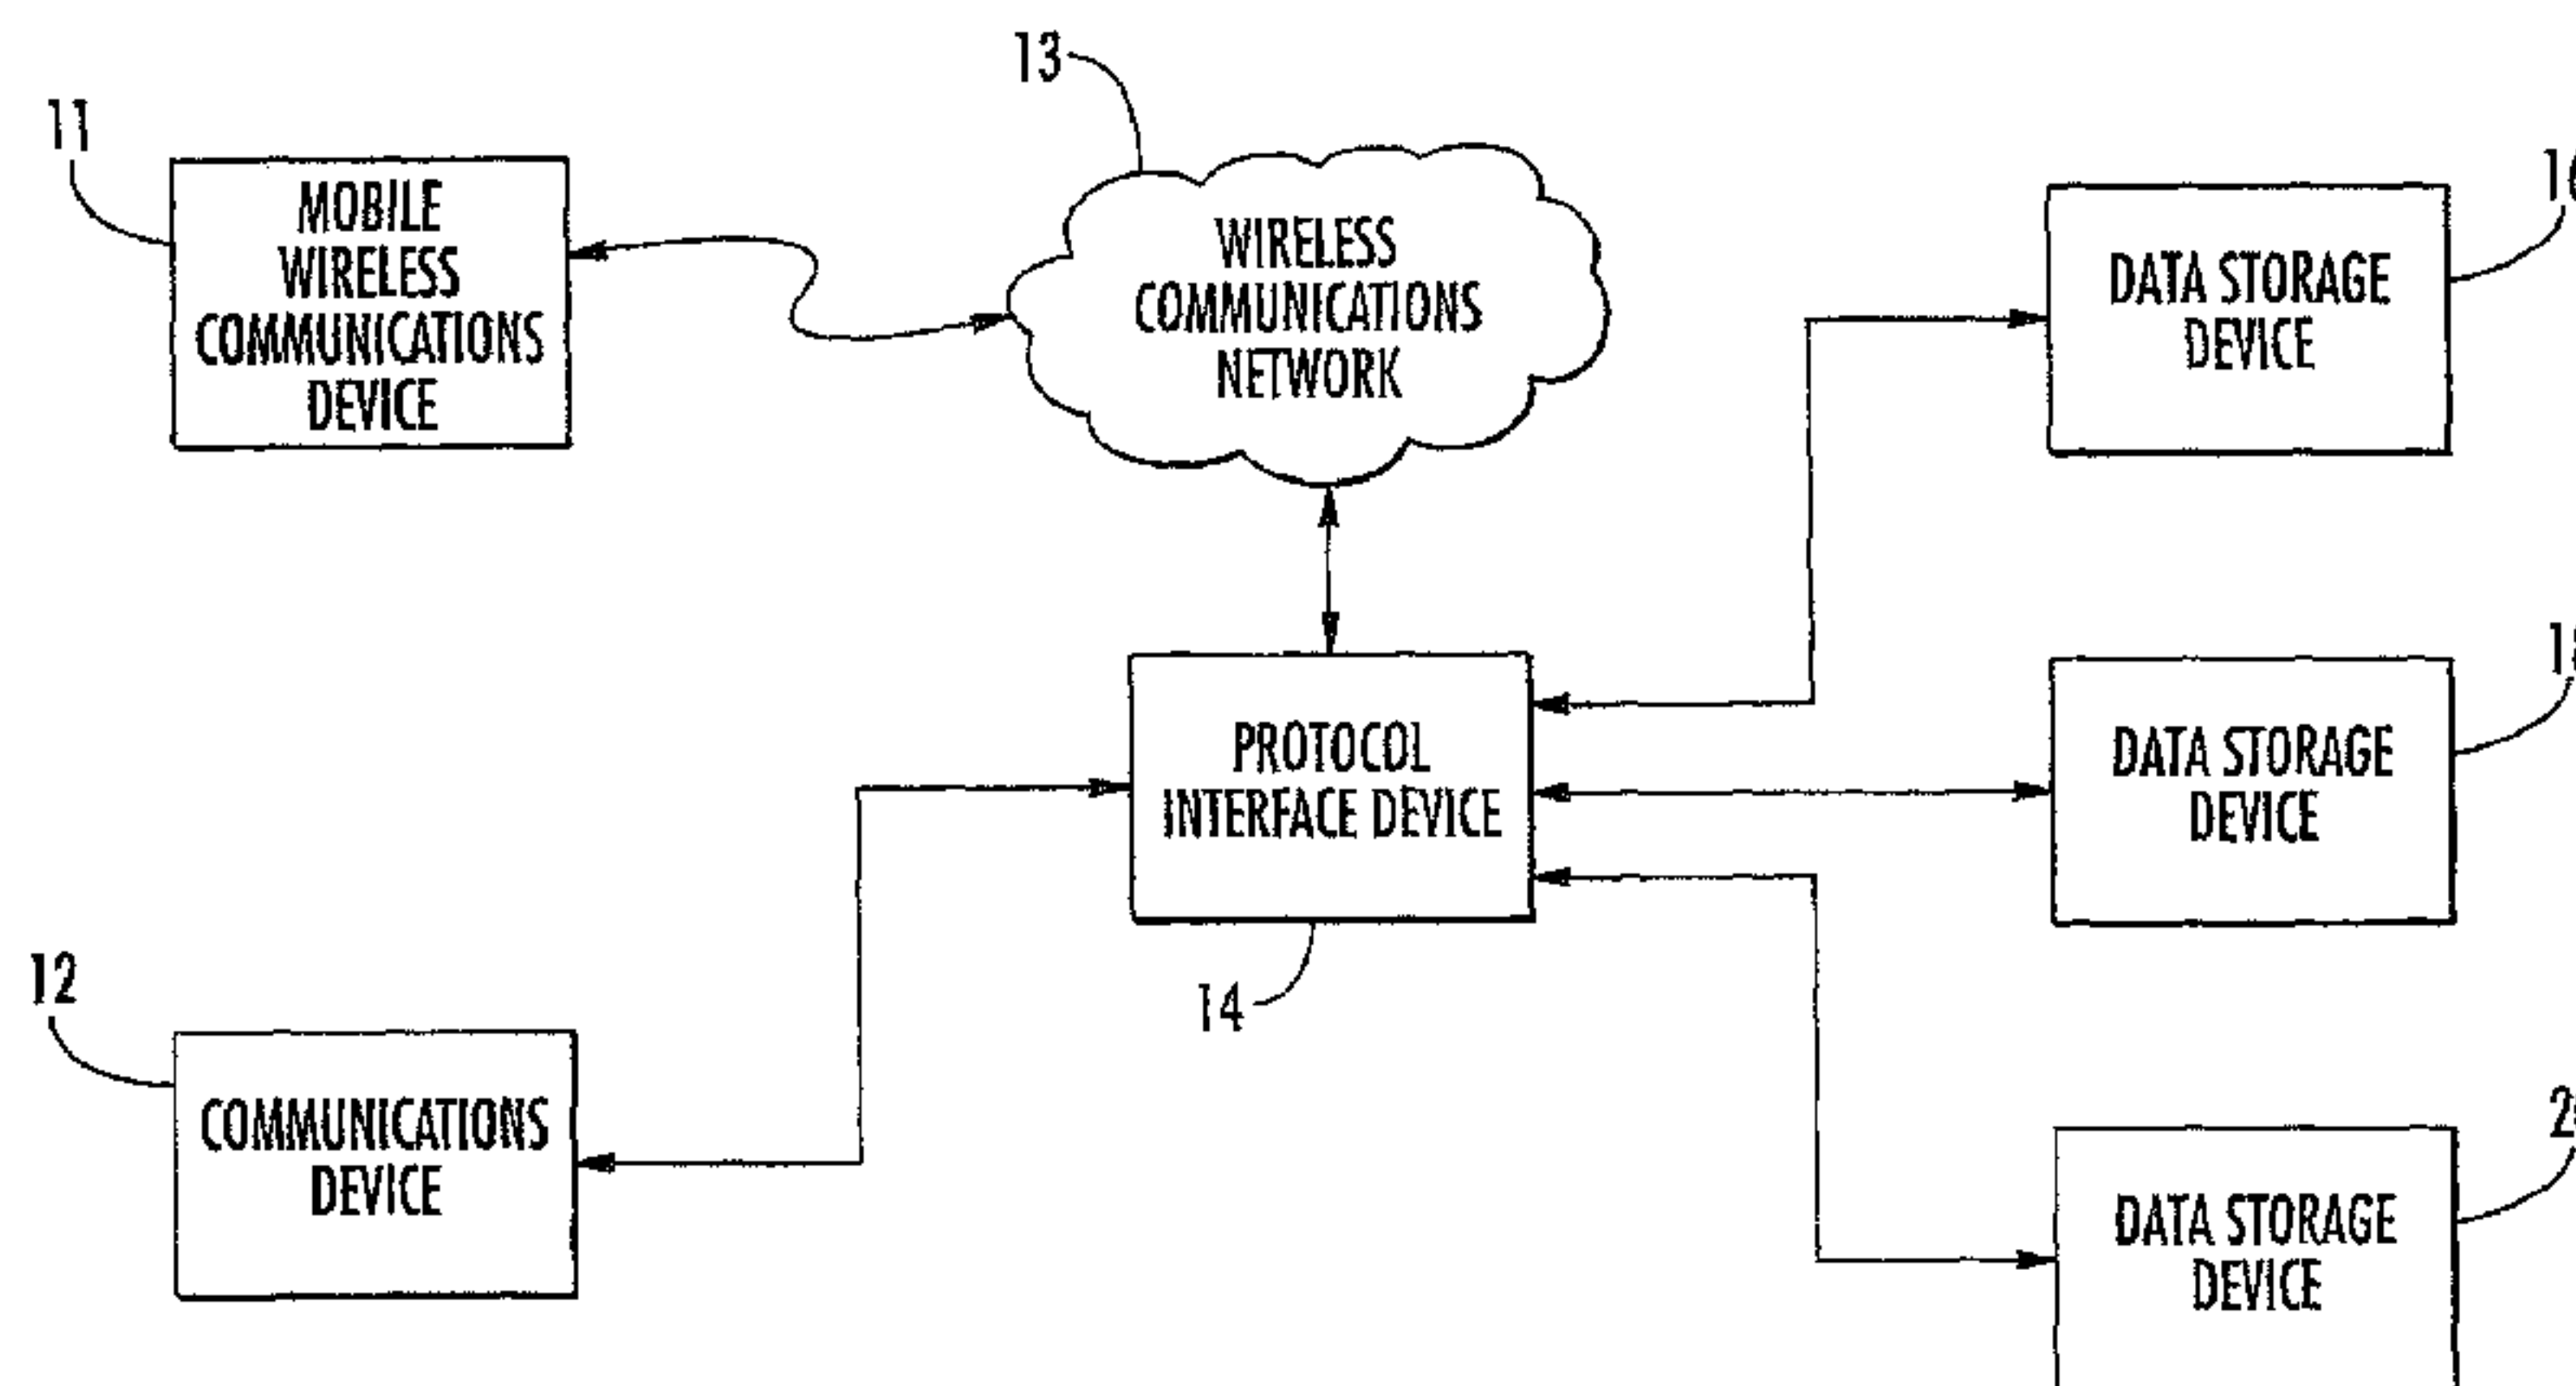 13
11
MOBILE
WIRELESS
COMMUNICATIONS
DEVICE
WIRELESS
COMMUNICATIONS
NETWORK
DATA STORAGE
DEVICE
PROTOCOL
INTERFACE DEVICE
14
DATA STORAGE
DEVICE
12
COMMUNICATIONS
DEVICE
DATA STORAGE
DEVICE